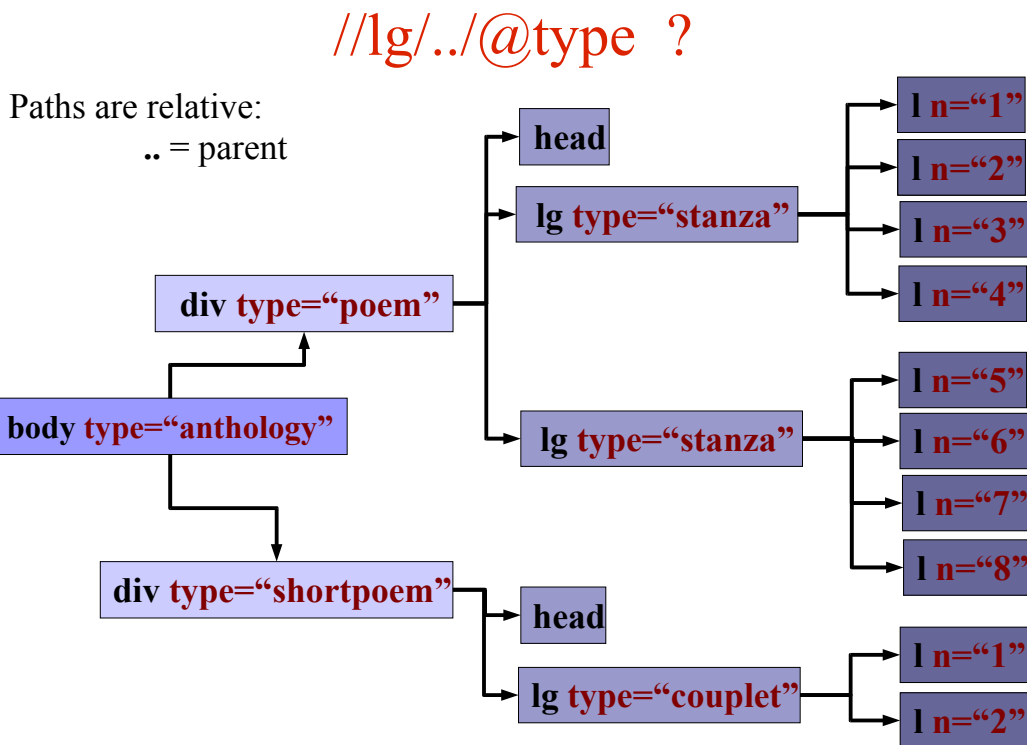 //lg/../@type ?
Paths are relative:
.. = parent
body type=“anthology”
div type=“poem”
head
lg type=“stanza”
l n=“1”
l n=“2”
l n=“3”
l n=“4”
lg type=“stanza”
l n=“5”
l n=“6”
l n=“7”
l n=“8”
div type=“shortpoem”
head
lg type=“couplet”
l n=“1”
l n=“2”